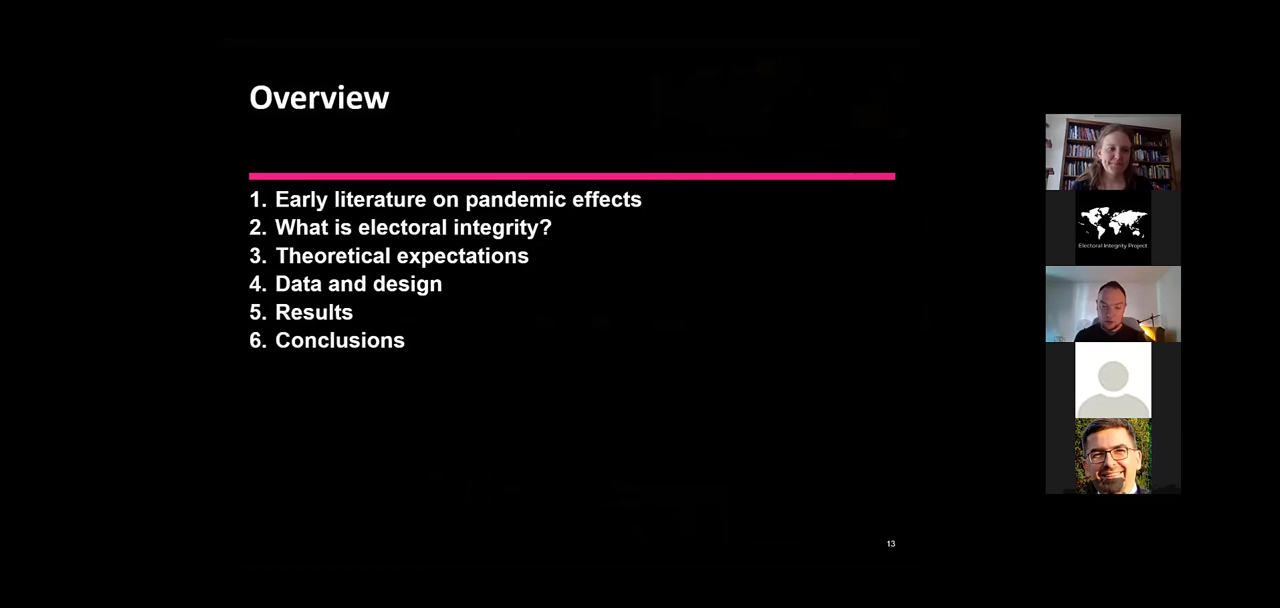 Overview
1. Early literature on pandemic effects
2. What is electoral integrity?
3. Theoretical expectations
4. Data and design
5. Results
6. Conclusions
13
Electoral Integrity Project